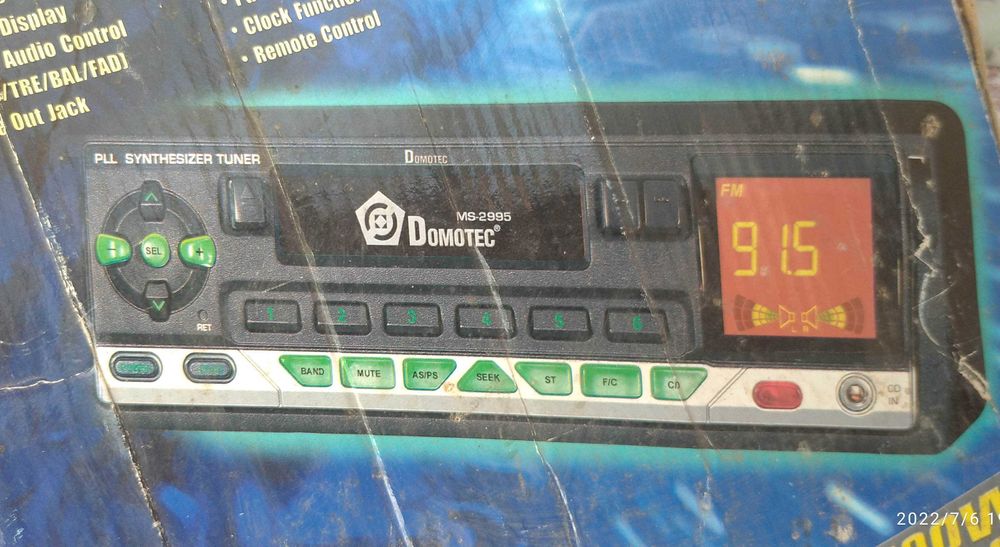 Display
Audio Control
/TRE/BAL/FAD]
Out Jack
• Clock Function
• Remote Control
PLL SYNTHESIZER TUNER
DOMOTEC
MS-2995
DOMOTEC®
FM
91.5
L R
- SEL +
RET
1 2 3 4 5 6
BAND MUTE AS/PS SEEK ST F/C CD
CD
IN
2022/7/6